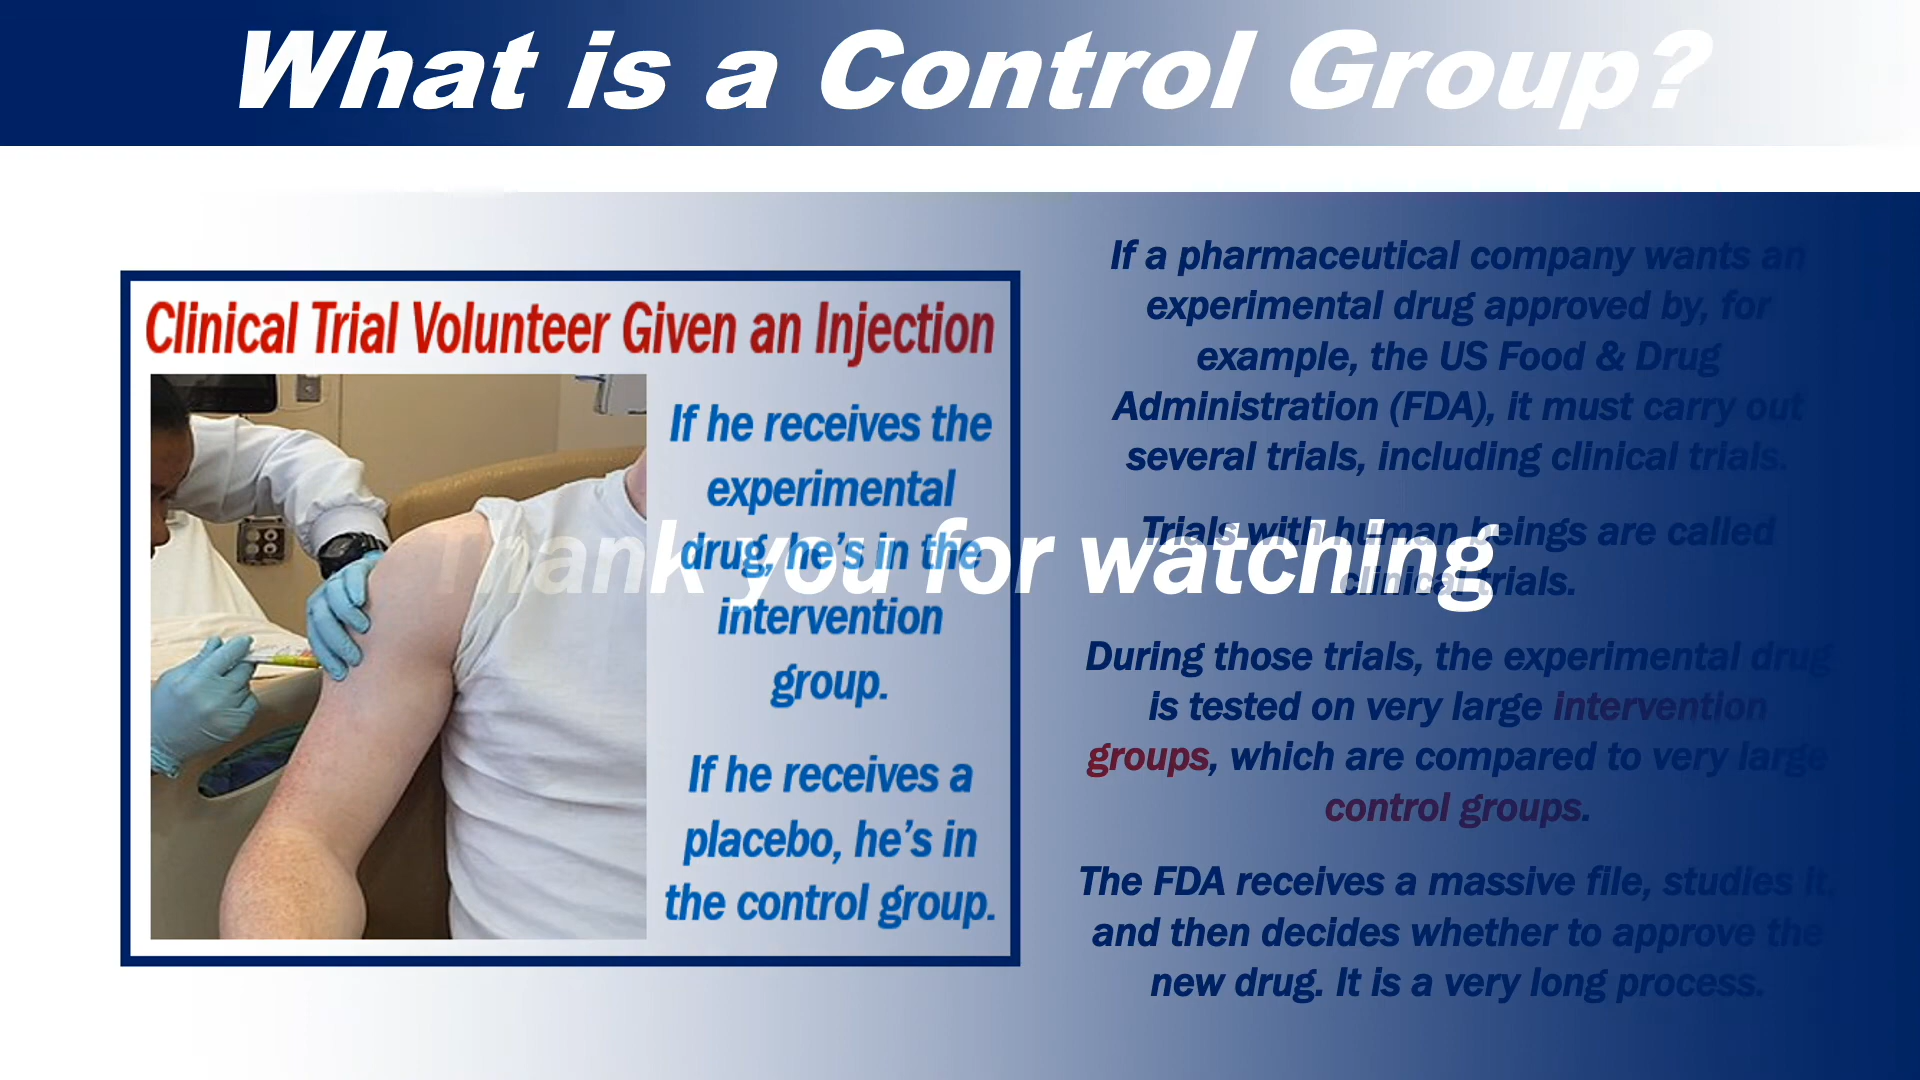 What is a Control Group?
Clinical Trial Volunteer Given an Injection
If he receives the
experimental
drug, he's in the
intervention
group.
If he receives a
placebo, he's in
the control group.
Thank you for watching
If a pharmaceutical company wants an
experimental drug approved by, for
example, the US Food & Drug
Administration (FDA), it must carry out
several trials, including clinical trials.
Trials with human beings are called
clinical trials.
During those trials, the experimental drug
is tested on very large intervention
groups, which are compared to very large
control groups.
The FDA receives a massive file, studies it,
and then decides whether to approve the
new drug. It is a very long process.